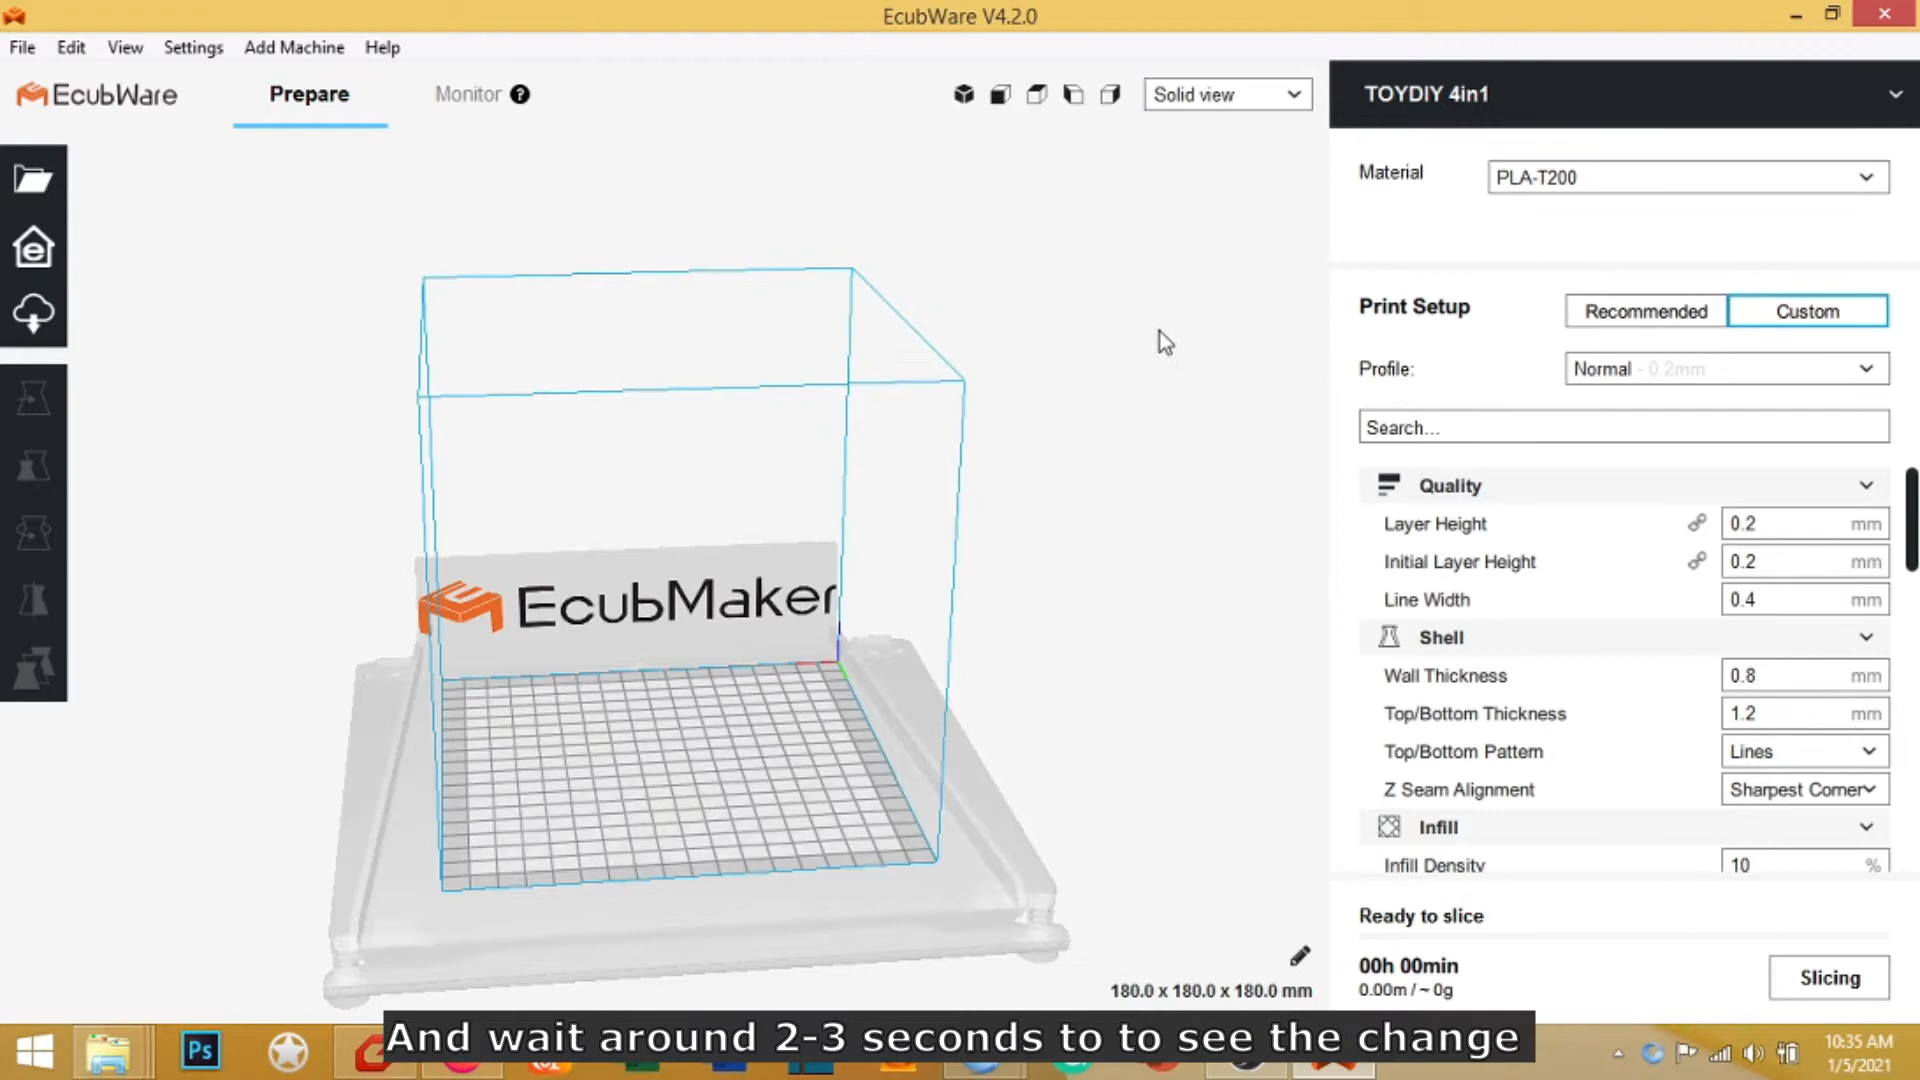 EcubWare V4.2.0
File Edit View Settings Add Machine Help
EcubWare Prepare Monitor ? Solid view TOYDIY 4in1
Material PLA-T200
Print Setup Recommended Custom
Profile: Normal - 0.2mm
Search...
Quality
Layer Height 0.2 mm
Initial Layer Height 0.2 mm
Line Width 0.4 mm
Shell
Wall Thickness 0.8 mm
Top/Bottom Thickness 1.2 mm
Top/Bottom Pattern Lines
Z Seam Alignment Sharpest Corner
Infill
Infill Density 10 %
EcubMaker
Ready to slice
00h 00min
0.00m / ~ 0g
Slicing
180.0 x 180.0 x 180.0 mm
And wait around 2-3 seconds to to see the change
Ps
10:35 AM
1/5/2021